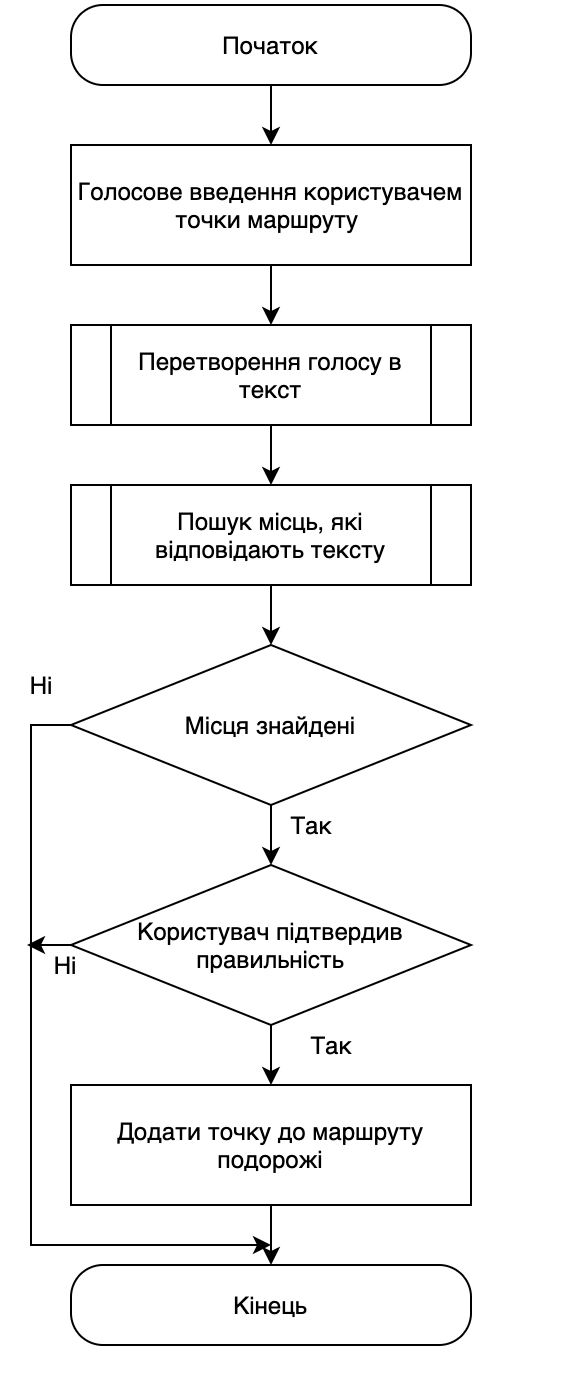 Початок
Голосове введення користувачем
точки маршруту
Перетворення голосу в
текст
Пошук місць, які
відповідають тексту
Ні
Місця знайдені
Так
Користувач підтвердив
правильність
Ні
Так
Додати точку до маршруту
подорожі
Кінець